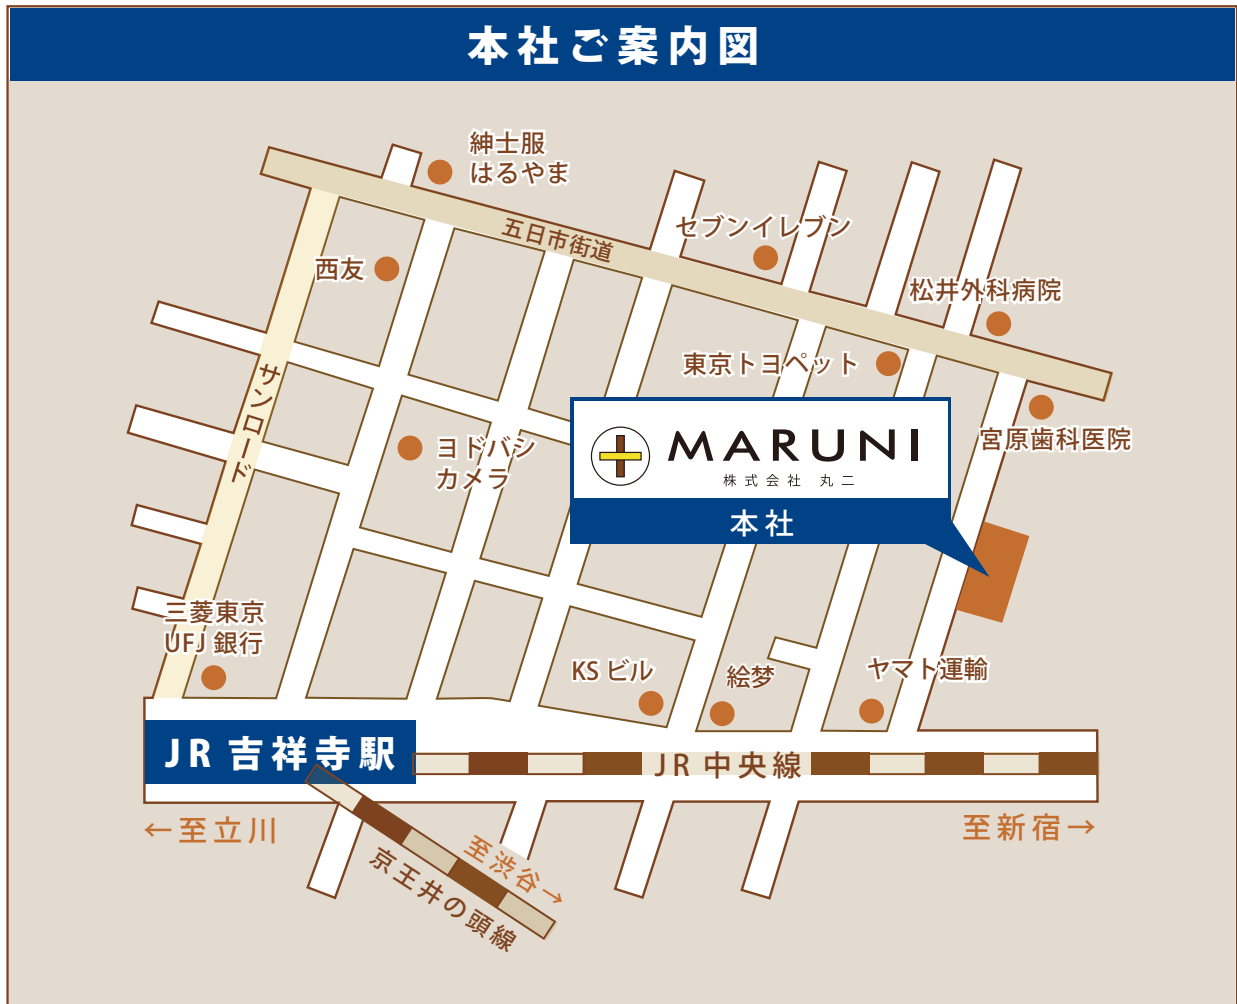 本社ご案内図
紳士服
はるやま
五日市街道
セブンイレブン
西友
松井外科病院
東京トヨペット
サンロード
宮原歯科医院
ヨドバシ
カメラ
MARUNI
株式会社 丸二
本社
三菱東京
UFJ 銀行
KS ビル
絵夢
ヤマト運輸
JR 吉祥寺駅
JR 中央線
←至立川
至新宿→
至渋谷→
京王井の頭線